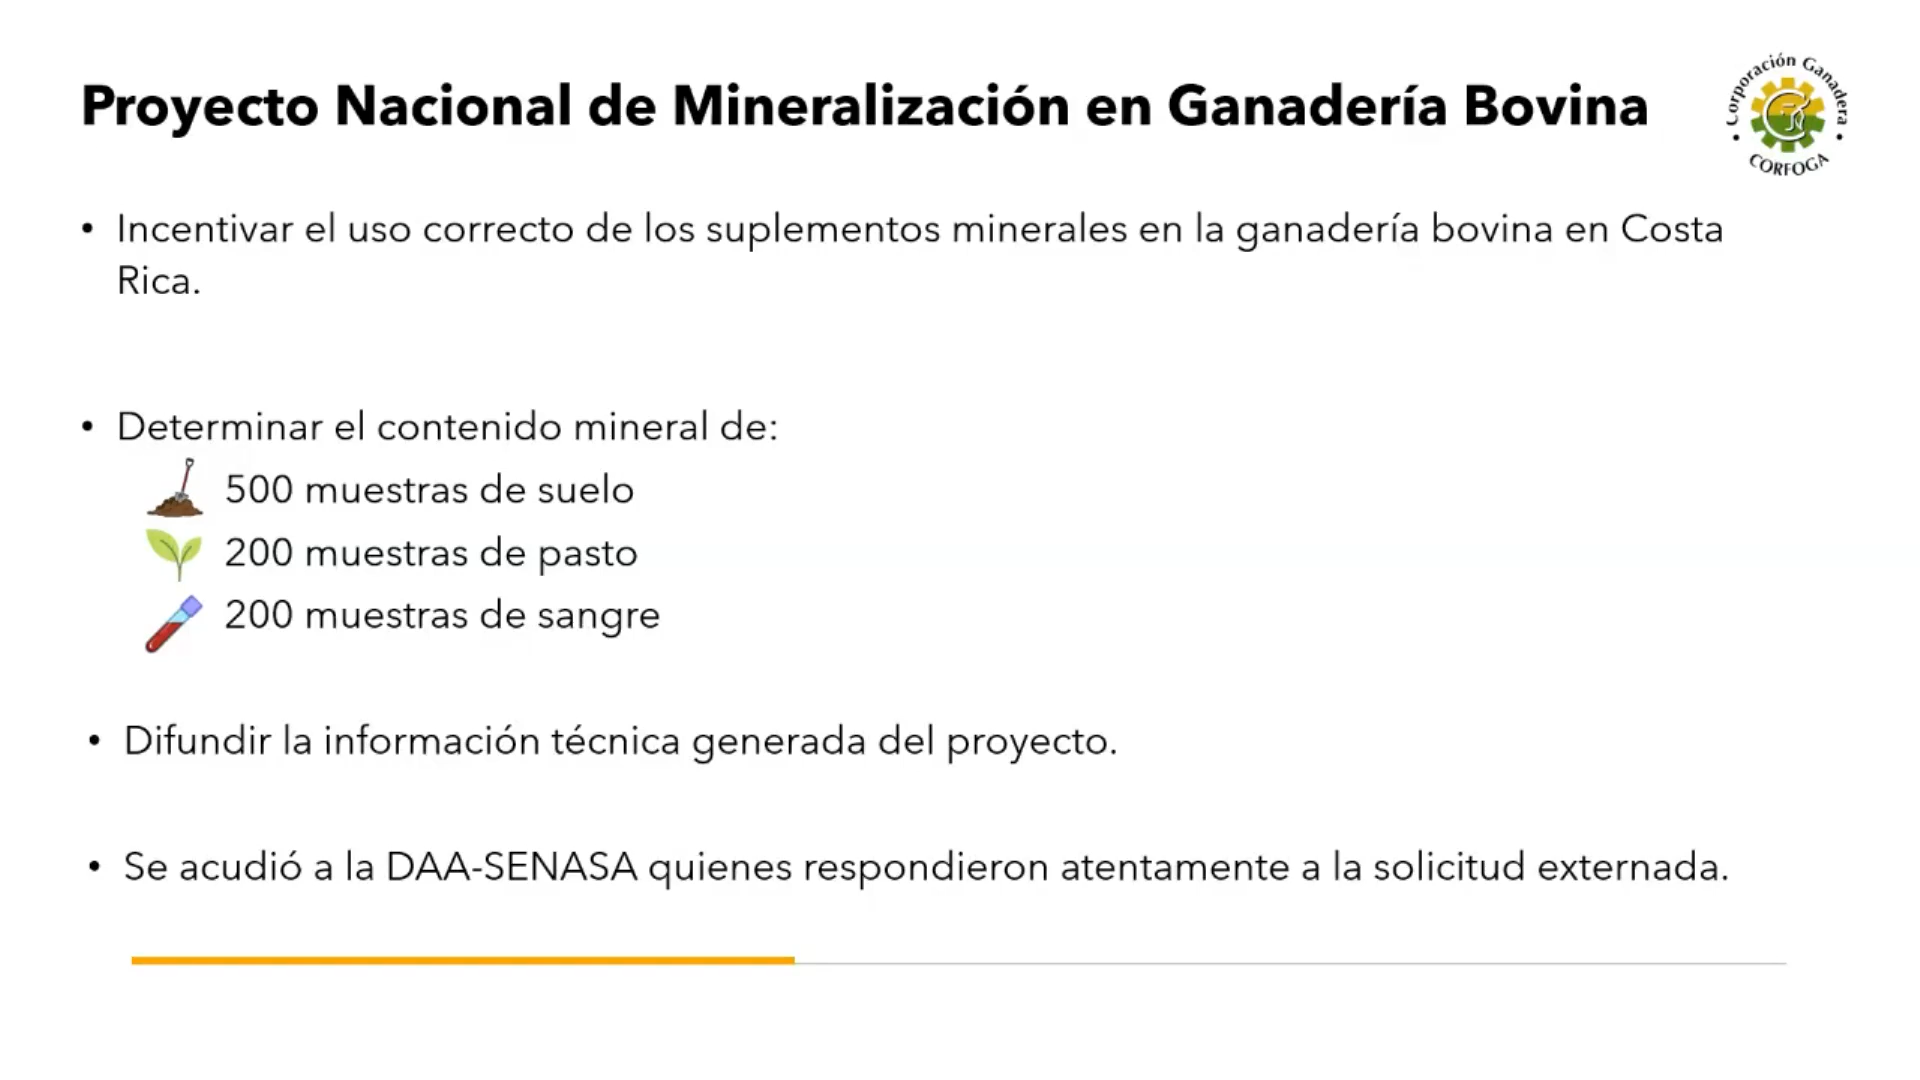 Proyecto Nacional de Mineralización en Ganadería Bovina
Corporación Ganadera
CORFOGA
• Incentivar el uso correcto de los suplementos minerales en la ganadería bovina en Costa
Rica.
• Determinar el contenido mineral de:
500 muestras de suelo
200 muestras de pasto
200 muestras de sangre
• Difundir la información técnica generada del proyecto.
• Se acudió a la DAA-SENASA quienes respondieron atentamente a la solicitud externada.